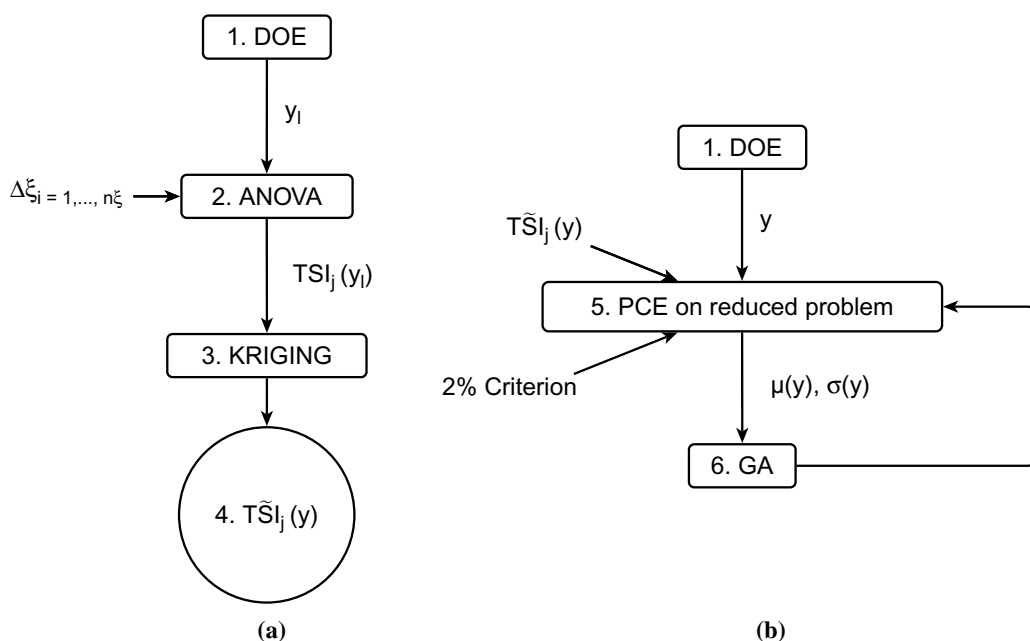 1. DOE
y_l
Δξ_{i = 1,..., nξ}
2. ANOVA
TSI_j (y_l)
3. KRIGING
4. TS̃I_j (y)
(a)
1. DOE
y
TS̃I_j (y)
5. PCE on reduced problem
2% Criterion
μ(y), σ(y)
6. GA
(b)